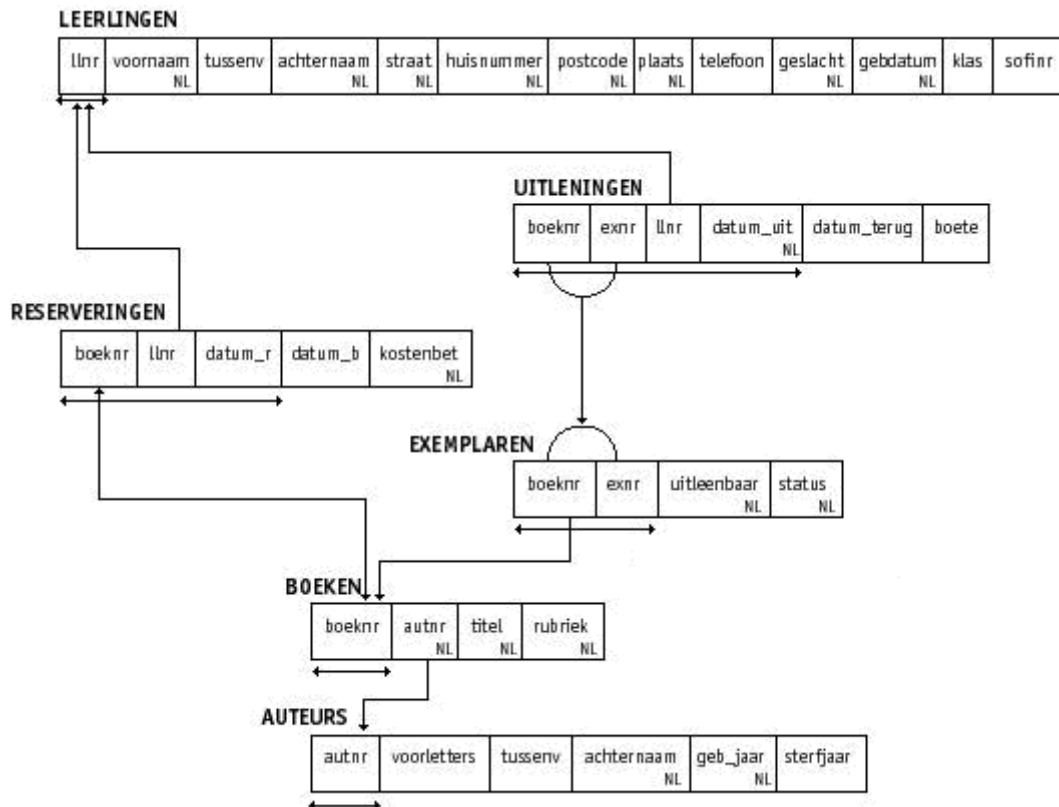 LEERLINGEN
llnr voornaam NL tussenv achternaam NL straat NL huisnummer NL postcode NL plaats NL telefoon geslacht NL gebdatum NL klas sofinr
UITLENINGEN
boeknr exnr llnr datum_uit NL datum_terug boete
RESERVERINGEN
boeknr llnr datum_r datum_b kostenbet NL
EXEMPLAREN
boeknr exnr uitleenbaar NL status NL
BOEKEN
boeknr autnr NL titel NL rubriek NL
AUTEURS
autnr voorletters tussenv achternaam NL geb_jaar NL sterfjaar